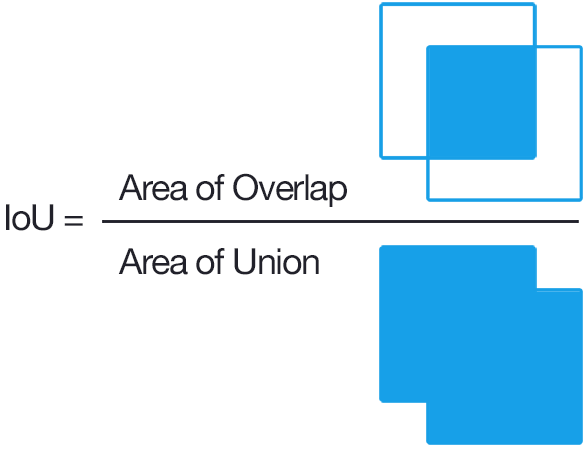 Area of Overlap
IoU =
Area of Union